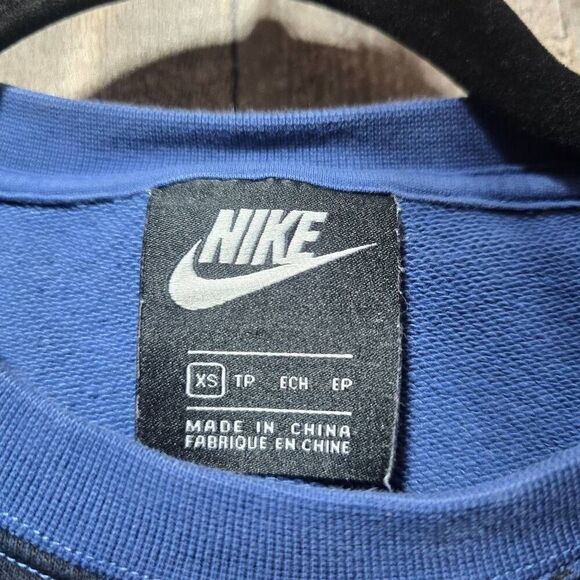 NIKE
XS TP ECH EP
MADE IN CHINA
FABRIQUE EN CHINE